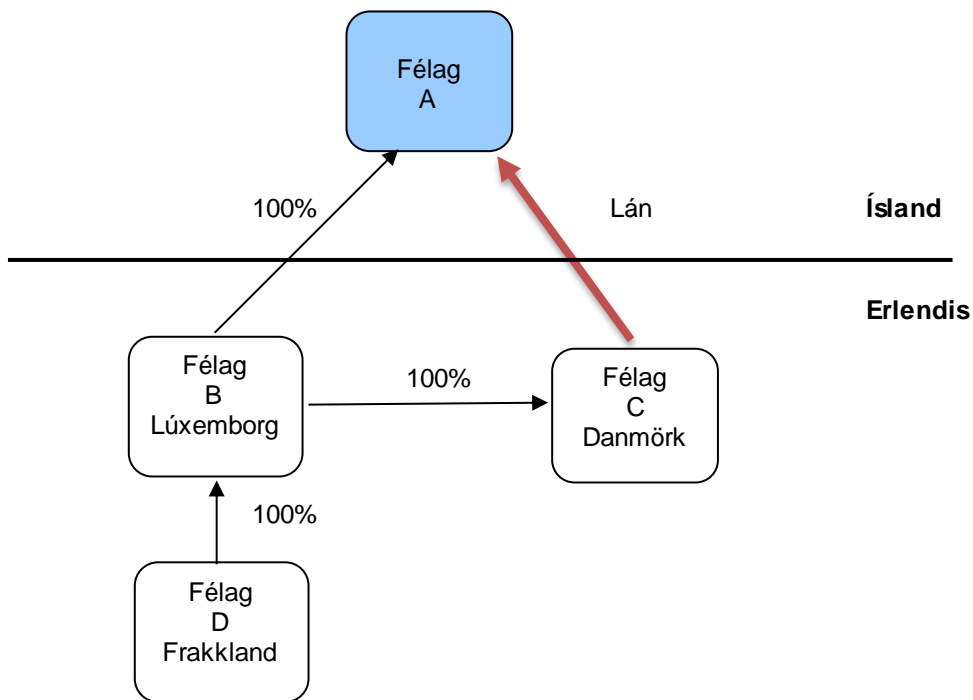 Félag
A
100%
Lán
Ísland
Erlendis
Félag
B
Lúxemborg
100%
Félag
C
Danmörk
100%
Félag
D
Frakkland